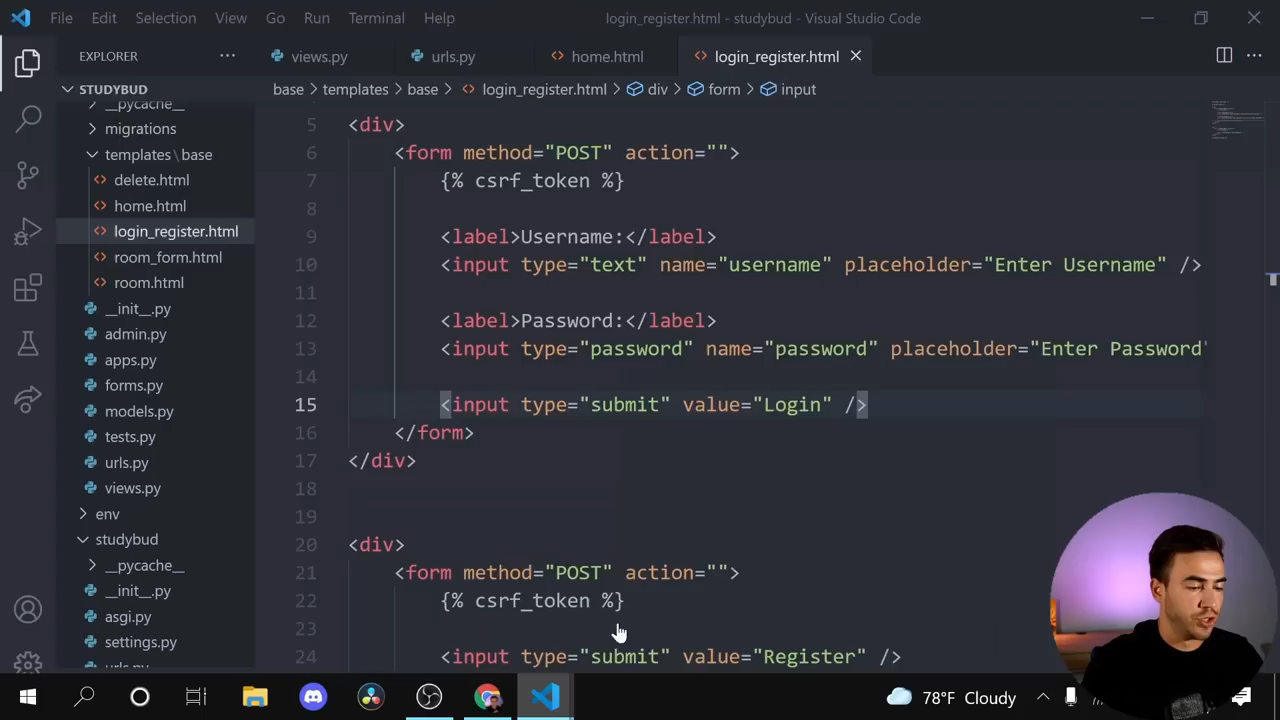 File Edit Selection View Go Run Terminal Help login_register.html - studybud - Visual Studio Code
EXPLORER ··· views.py urls.py home.html login_register.html
STUDYBUD base > templates > base > login_register.html > div > form > input
__pycache__
migrations
templates\base
delete.html
home.html
login_register.html
room_form.html
room.html
__init__.py
admin.py
apps.py
forms.py
models.py
tests.py
urls.py
views.py
env
studybud
__pycache__
__init__.py
asgi.py
settings.py
urls.py
5 <div>
6 <form method="POST" action="">
7 {% csrf_token %}
8
9 <label>Username:</label>
10 <input type="text" name="username" placeholder="Enter Username" />
11
12 <label>Password:</label>
13 <input type="password" name="password" placeholder="Enter Password"
14
15 <input type="submit" value="Login" />
16 </form>
17 </div>
18
19
20 <div>
21 <form method="POST" action="">
22 {% csrf_token %}
23
24 <input type="submit" value="Register" />
78°F Cloudy